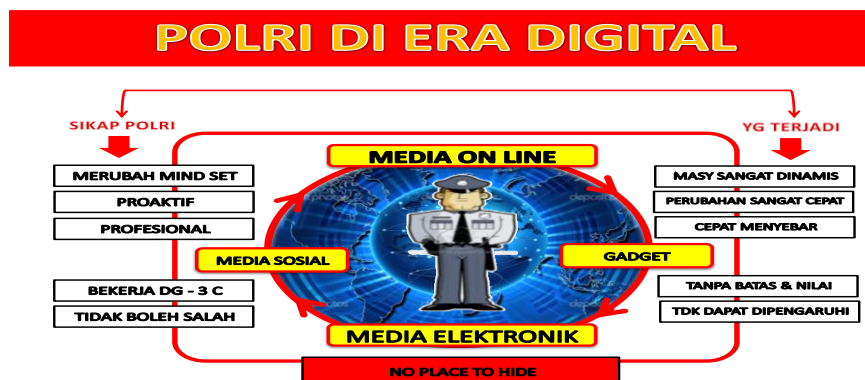 POLRI DI ERA DIGITAL
SIKAP POLRI
YG TERJADI
MERUBAH MIND SET
PROAKTIF
PROFESIONAL
BEKERJA DG - 3 C
TIDAK BOLEH SALAH
MEDIA ON LINE
MEDIA SOSIAL
GADGET
MEDIA ELEKTRONIK
MASY SANGAT DINAMIS
PERUBAHAN SANGAT CEPAT
CEPAT MENYEBAR
TANPA BATAS & NILAI
TDK DAPAT DIPENGARUHI
NO PLACE TO HIDE